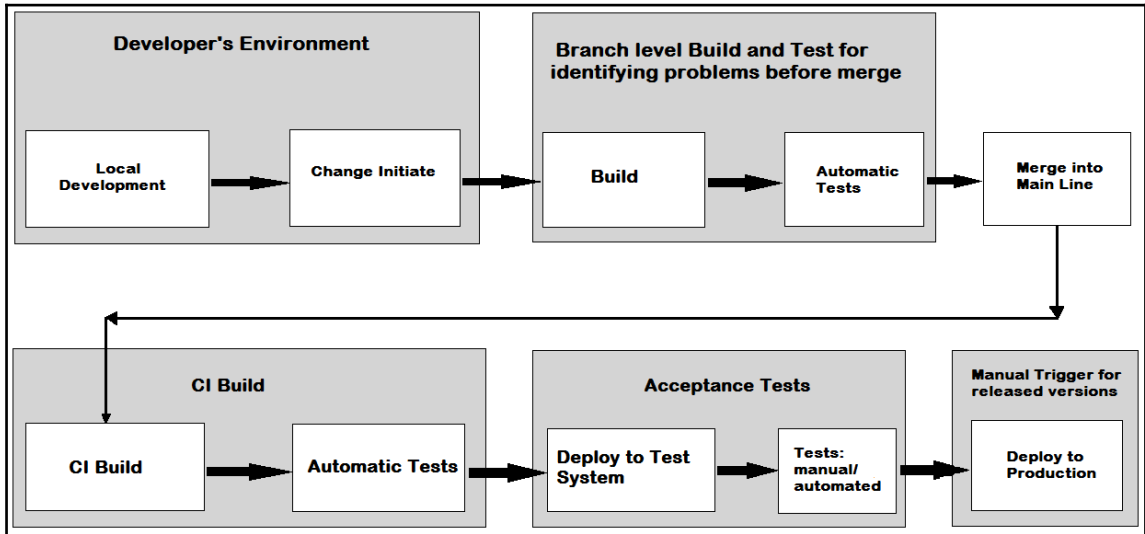 Developer's Environment
Branch level Build and Test for
identifying problems before merge
Local
Development
Change Initiate
Build
Automatic
Tests
Merge into
Main Line
CI Build
Acceptance Tests
Manual Trigger for
released versions
CI Build
Automatic Tests
Deploy to Test
System
Tests:
manual/
automated
Deploy to
Production